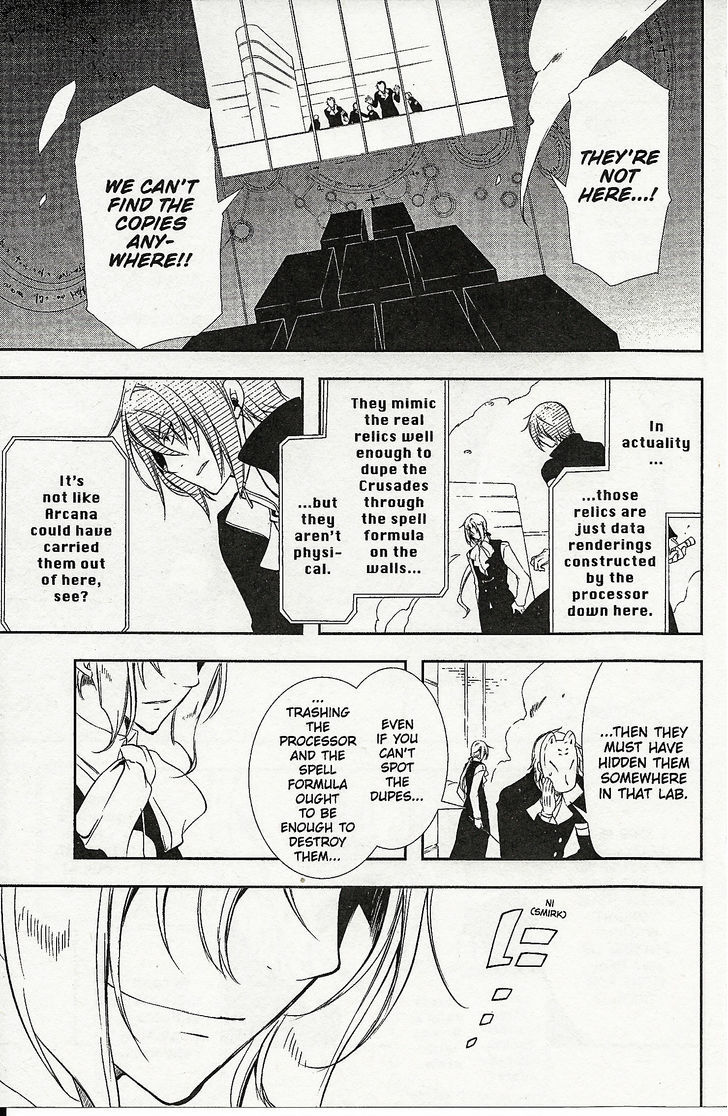 THEY'RE
NOT
HERE...!
WE CAN'T
FIND THE
COPIES
ANY-
WHERE!!
In
actuality
...
...those
relics are
just data
renderings
constructed
by the
processor
down here.
They mimic
the real
relics well
enough to
dupe the
Crusades
through
the spell
formula
on the
walls...
...but
they
aren't
physi-
cal.
It's
not like
Arcana
could have
carried
them out
of here,
see?
...THEN THEY
MUST HAVE
HIDDEN THEM
SOMEWHERE
IN THAT LAB.
EVEN
IF YOU
CAN'T
SPOT
THE
DUPES...
...
TRASHING
THE
PROCESSOR
AND THE
SPELL
FORMULA
OUGHT
TO BE
ENOUGH TO
DESTROY
THEM...
NI
(SMIRK)
ニ